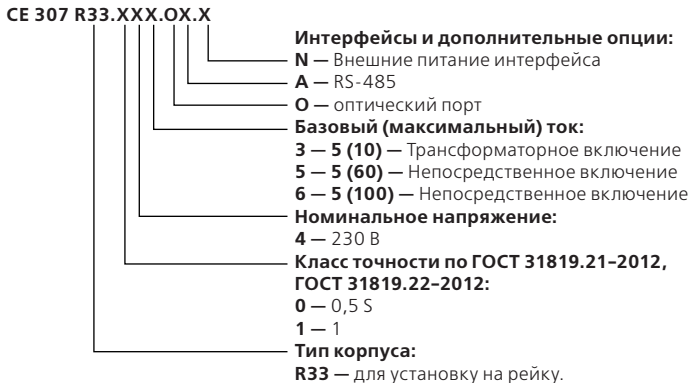 CE 307 R33.XXX.OX.X
Интерфейсы и дополнительные опции:
N — Внешние питание интерфейса
A — RS-485
O — оптический порт
Базовый (максимальный) ток:
3 — 5 (10) — Трансформаторное включение
5 — 5 (60) — Непосредственное включение
6 — 5 (100) — Непосредственное включение
Номинальное напряжение:
4 — 230 В
Класс точности по ГОСТ 31819.21–2012,
ГОСТ 31819.22–2012:
0 — 0,5 S
1 — 1
Тип корпуса:
R33 — для установку на рейку.